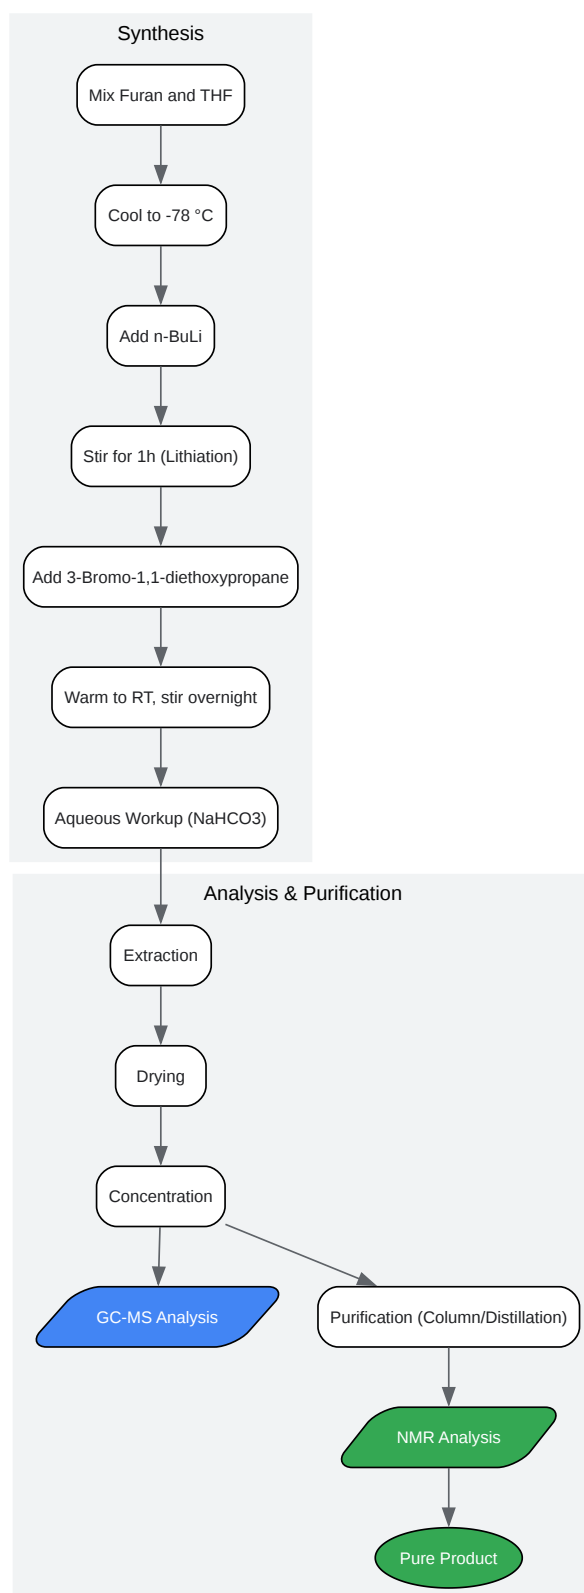 Synthesis
Mix Furan and THF
Cool to -78 °C
Add n-BuLi
Stir for 1h (Lithiation)
Add 3-Bromo-1,1-diethoxypropane
Warm to RT, stir overnight
Aqueous Workup (NaHCO3)
Analysis & Purification
Extraction
Drying
Concentration
GC-MS Analysis
Purification (Column/Distillation)
NMR Analysis
Pure Product